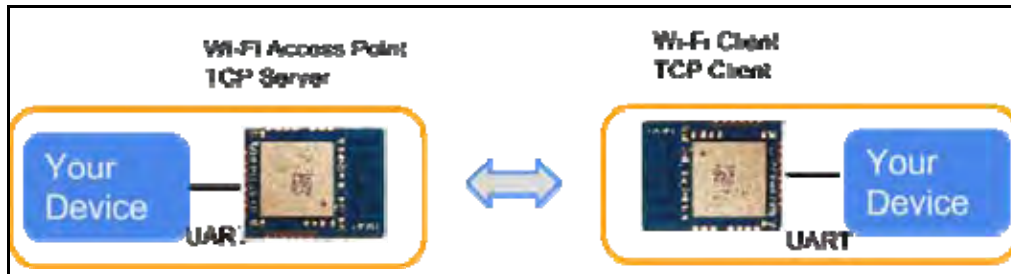 Wi-Fi Access Point
TCP Server
Wi-Fi Client
TCP Client
Your
Device
UART
Your
Device
UART